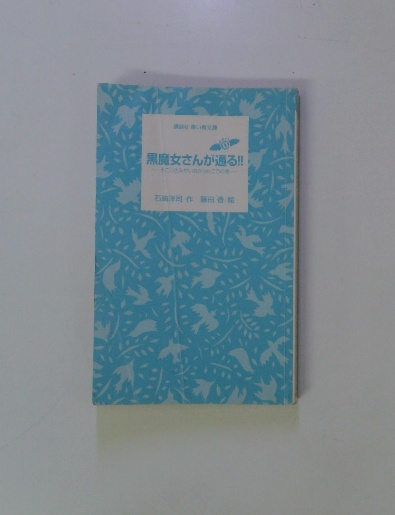 講談社 青い鳥文庫
黒魔女さんが通る!!
石崎洋司 作 藤田 香 絵